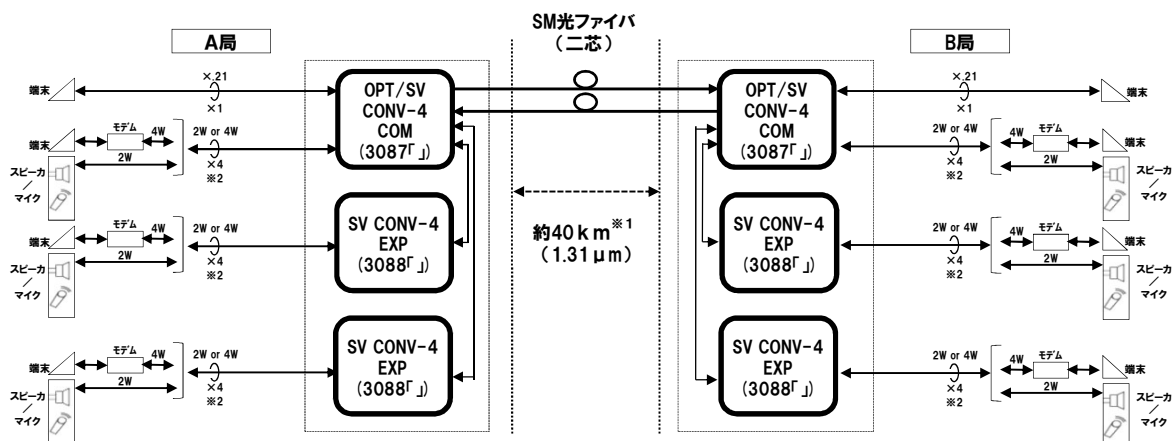 SM光ファイバ
(二芯)
A局
B局
端末
×.21
×1
OPT/SV
CONV-4
COM
(3087「」)
OPT/SV
CONV-4
COM
(3087「」)
×.21
×1
端末
端末
モデム
4W
2W
2W or 4W
×4
※2
スピーカ
/
マイク
2W or 4W
×4
※2
4W
モデム
2W
端末
スピーカ
/
マイク
約40km※1
(1.31μm)
端末
モデム
4W
2W
2W or 4W
×4
※2
スピーカ
/
マイク
SV CONV-4
EXP
(3088「」)
SV CONV-4
EXP
(3088「」)
2W or 4W
×4
※2
4W
モデム
2W
端末
スピーカ
/
マイク
端末
モデム
4W
2W
2W or 4W
×4
※2
スピーカ
/
マイク
SV CONV-4
EXP
(3088「」)
SV CONV-4
EXP
(3088「」)
2W or 4W
×4
※2
4W
モデム
2W
端末
スピーカ
/
マイク